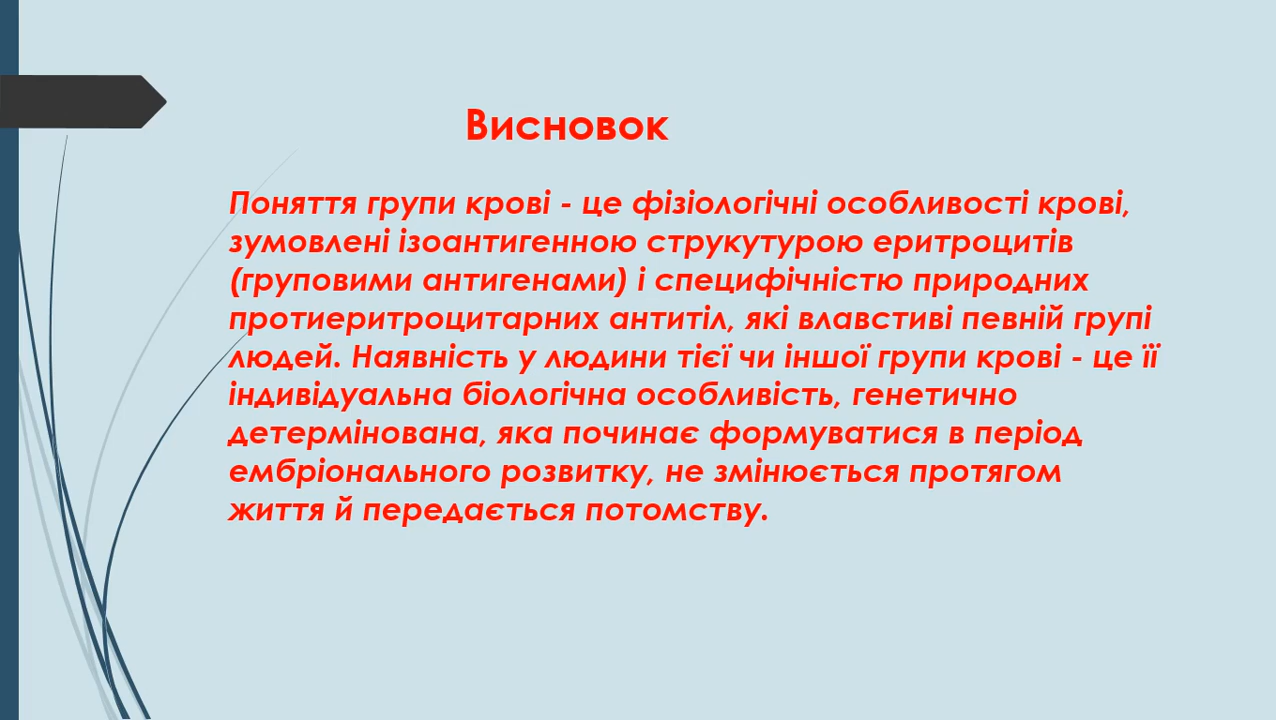 Висновок
Поняття групи крові - це фізіологічні особливості крові,
зумовлені ізоантигенною струкутурою еритроцитів
(груповими антигенами) і специфічністю природних
протиеритроцитарних антитіл, які влавстиві певній групі
людей. Наявність у людини тієї чи іншої групи крові - це її
індивідуальна біологічна особливість, генетично
детермінована, яка починає формуватися в період
ембріонального розвитку, не змінюється протягом
життя й передається потомству.